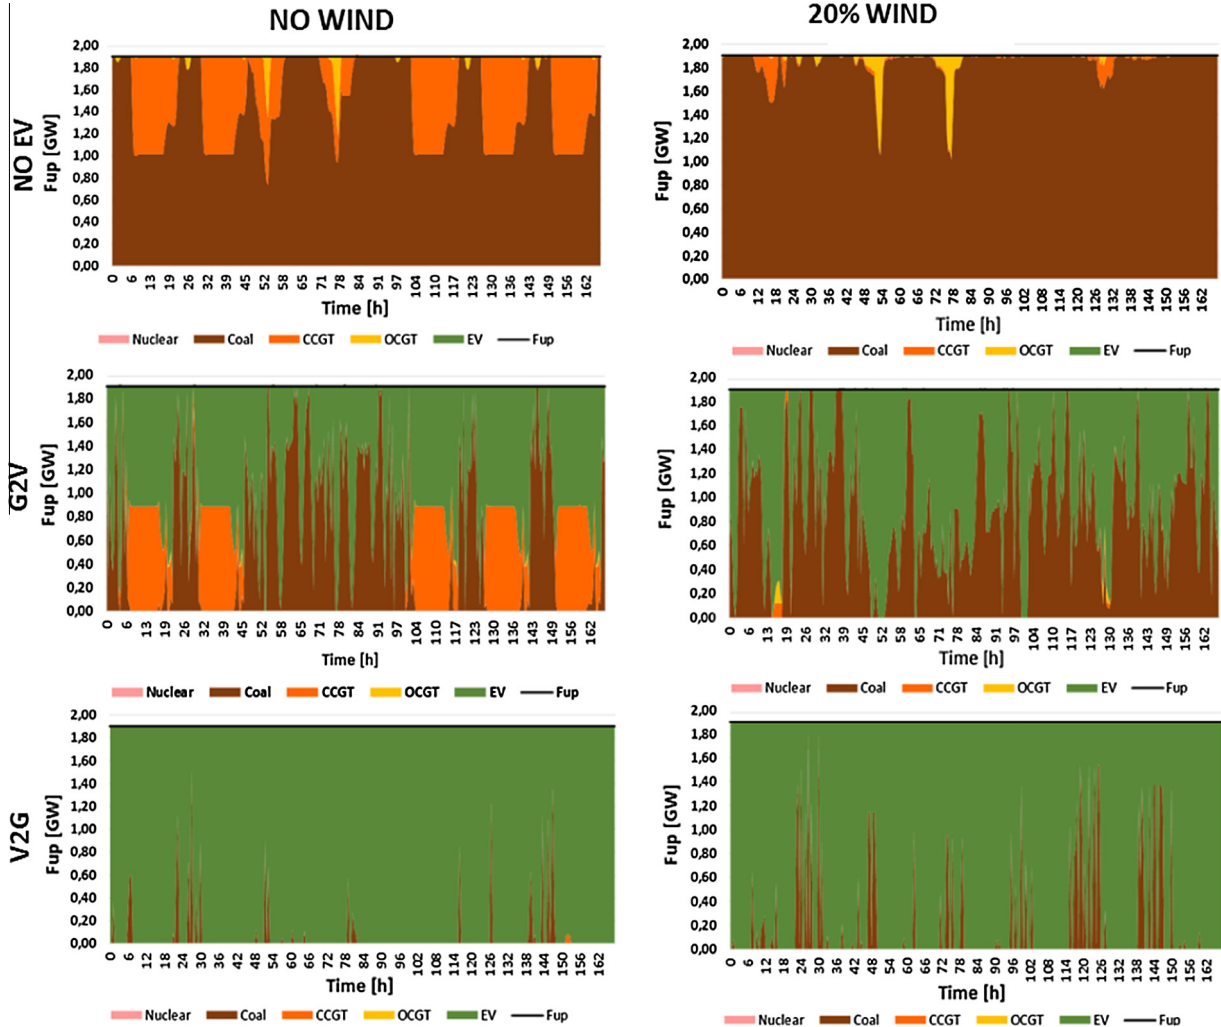 NO WIND
20% WIND
NO EV
Fup [GW]
2,00
1,80
1,60
1,40
1,20
1,00
0,80
0,60
0,40
0,20
0,00
0 6 13 19 26 32 39 45 52 58 65 71 78 84 91 97 104 110 117 123 130 136 143 149 156 162
Time [h]
Nuclear Coal CCGT OCGT EV Fup
Fup [GW]
2,00
1,80
1,60
1,40
1,20
1,00
0,80
0,60
0,40
0,20
0,00
0 6 12 18 24 30 36 42 48 54 60 66 72 78 84 90 96 102 108 114 120 126 132 138 144 150 156 162
Time [h]
Nuclear Coal CCGT OCGT EV Fup
G2V
Fup [GW]
2,00
1,80
1,60
1,40
1,20
1,00
0,80
0,60
0,40
0,20
0,00
0 6 13 19 26 32 39 45 52 58 65 71 78 84 91 97 104 110 117 123 130 136 143 149 156 162
Time [h]
Nuclear Coal CCGT OCGT EV Fup
Fup [GW]
2,00
1,80
1,60
1,40
1,20
1,00
0,80
0,60
0,40
0,20
0,00
0 6 13 19 26 32 39 45 52 58 65 71 78 84 91 97 104 110 117 123 130 136 143 149 156 162
Time [h]
Nuclear Coal CCGT OCGT EV Fup
V2G
Fup [GW]
2,00
1,80
1,60
1,40
1,20
1,00
0,80
0,60
0,40
0,20
0,00
0 6 12 18 24 30 36 42 48 54 60 66 72 78 84 90 96 102 108 114 120 126 132 138 144 150 156 162
Time [h]
Nuclear Coal CCGT OCGT EV Fup
Fup [GW]
2,00
1,80
1,60
1,40
1,20
1,00
0,80
0,60
0,40
0,20
0,00
0 6 12 18 24 30 36 42 48 54 60 66 72 78 84 90 96 102 108 114 120 126 132 138 144 150 156 162
Time [h]
Nuclear Coal CCGT OCGT EV Fup